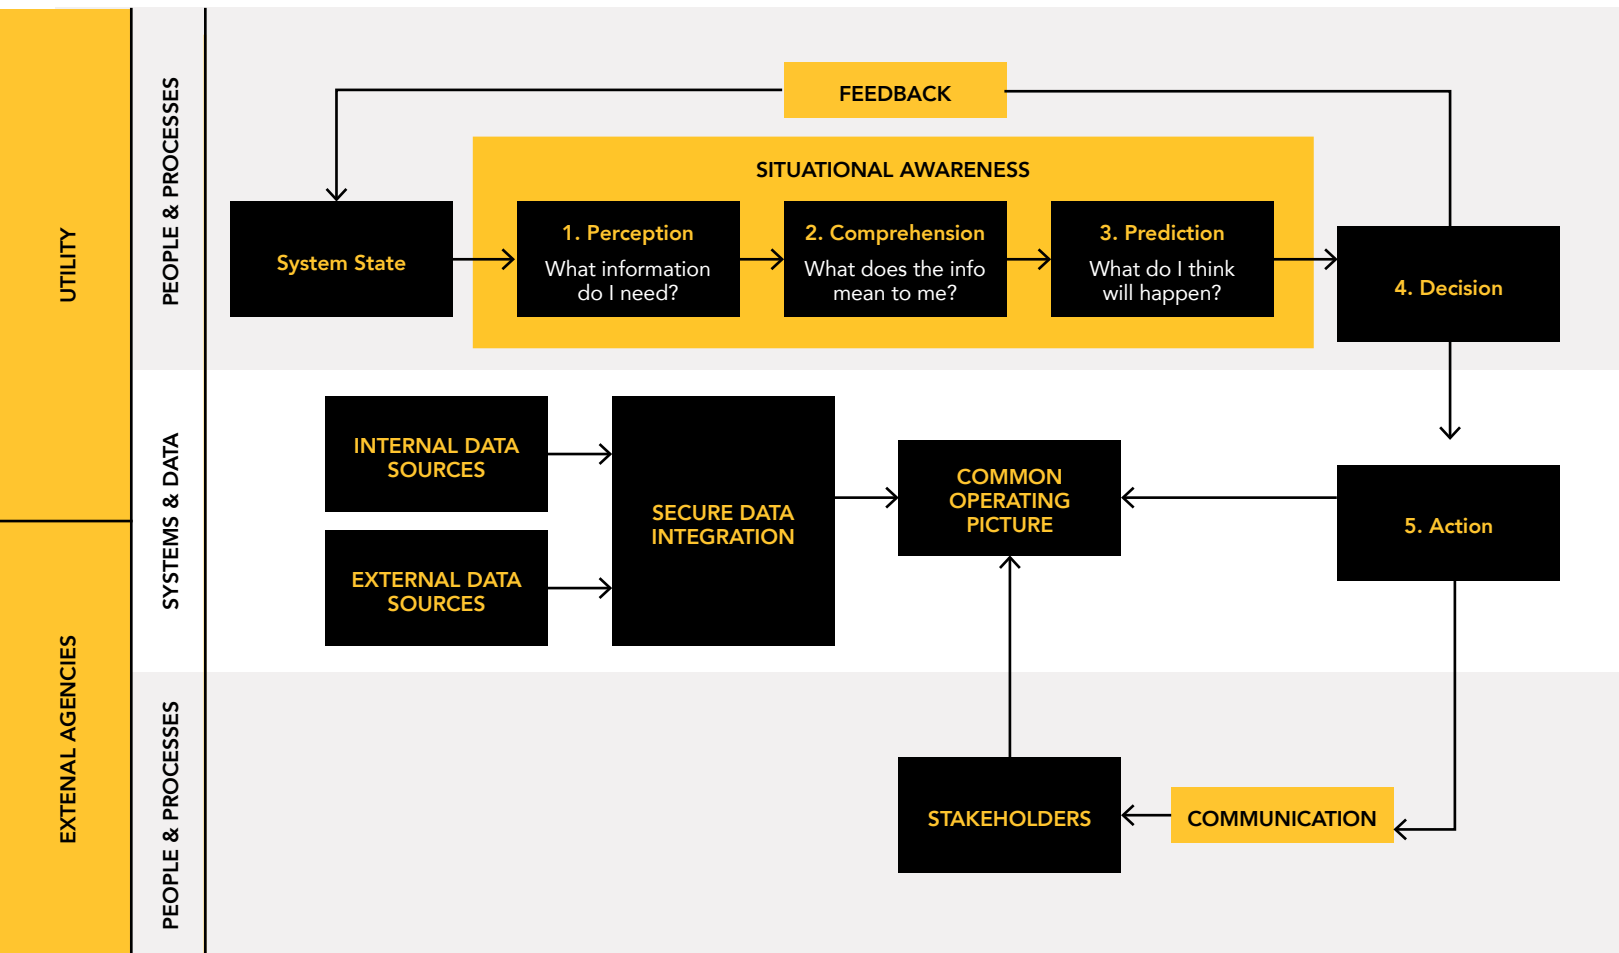 UTILITY
EXTENAL AGENCIES
PEOPLE & PROCESSES
SYSTEMS & DATA
PEOPLE & PROCESSES
FEEDBACK
SITUATIONAL AWARENESS
System State
1. Perception
What information
do I need?
2. Comprehension
What does the info
mean to me?
3. Prediction
What do I think
will happen?
4. Decision
INTERNAL DATA
SOURCES
EXTERNAL DATA
SOURCES
SECURE DATA
INTEGRATION
COMMON
OPERATING
PICTURE
5. Action
STAKEHOLDERS
COMMUNICATION